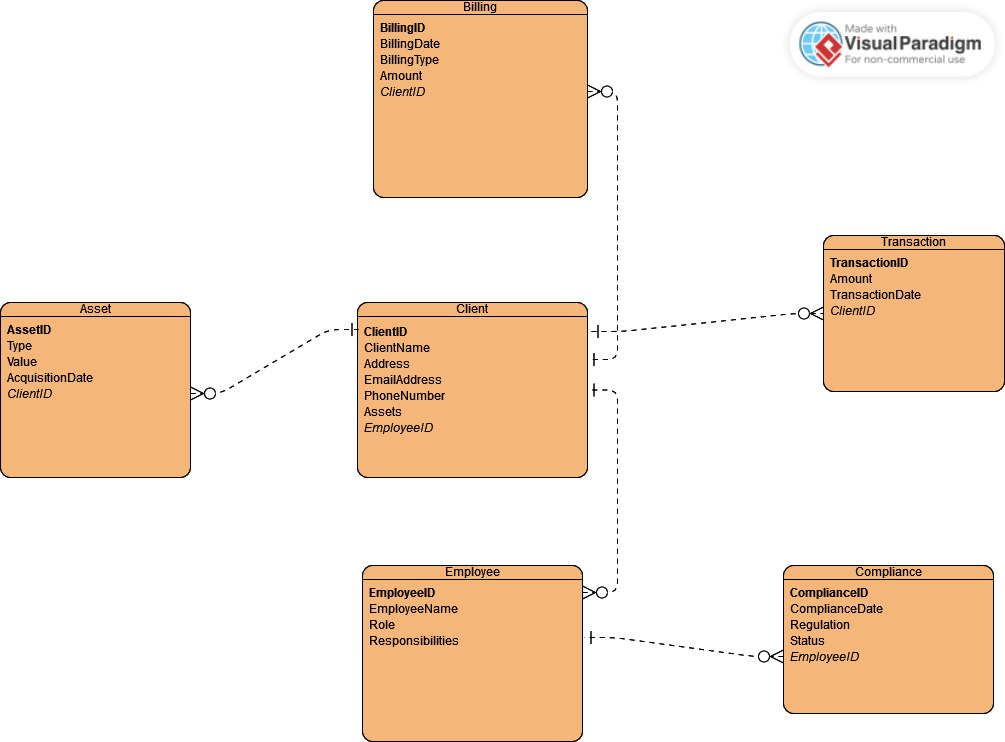 Billing
BillingID
BillingDate
BillingType
Amount
ClientID
Made with
Visual Paradigm
For non-commercial use
Transaction
TransactionID
Amount
TransactionDate
ClientID
Asset
AssetID
Type
Value
AcquisitionDate
ClientID
Client
ClientID
ClientName
Address
EmailAddress
PhoneNumber
Assets
EmployeeID
Employee
EmployeeID
EmployeeName
Role
Responsibilities
Compliance
ComplianceID
ComplianceDate
Regulation
Status
EmployeeID